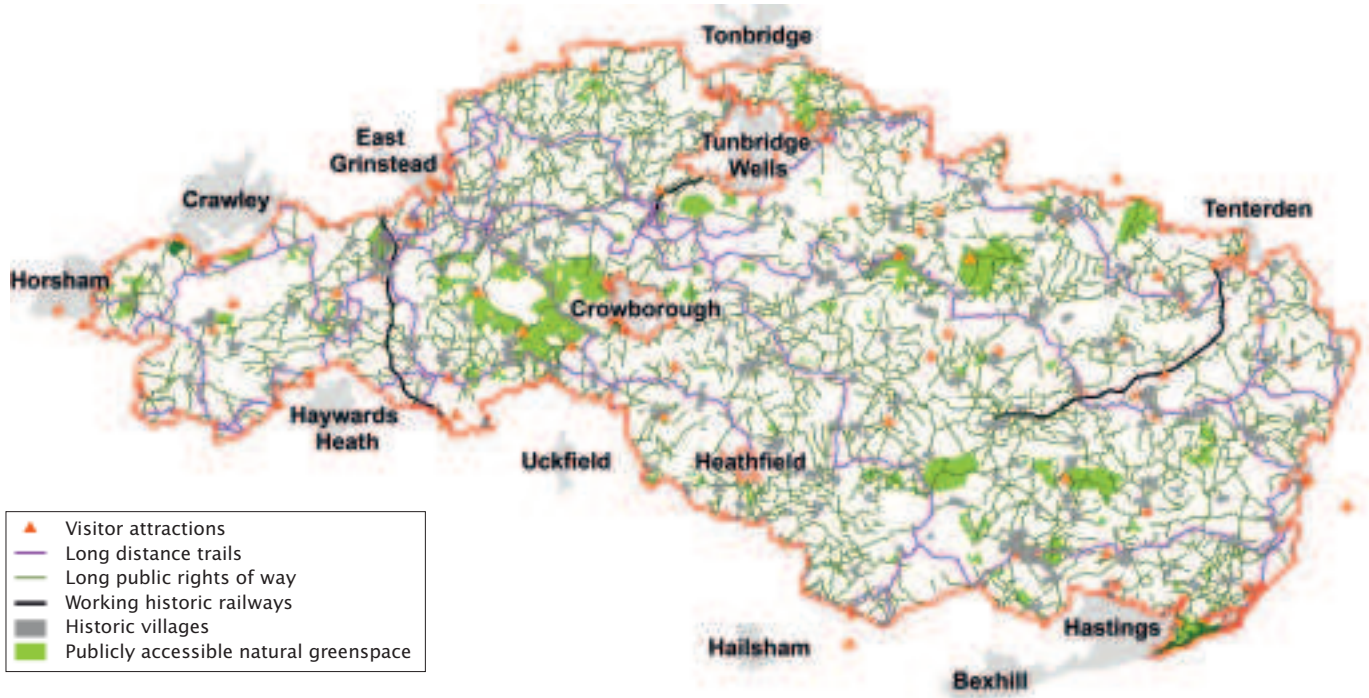 Tonbridge
East
Grinstead
Tunbridge
Wells
Crawley
Tenterden
Horsham
Crowborough
Haywards
Heath
Uckfield
Heathfield
Visitor attractions
Long distance trails
Long public rights of way
Working historic railways
Historic villages
Publicly accessible natural greenspace
Hastings
Hailsham
Bexhill